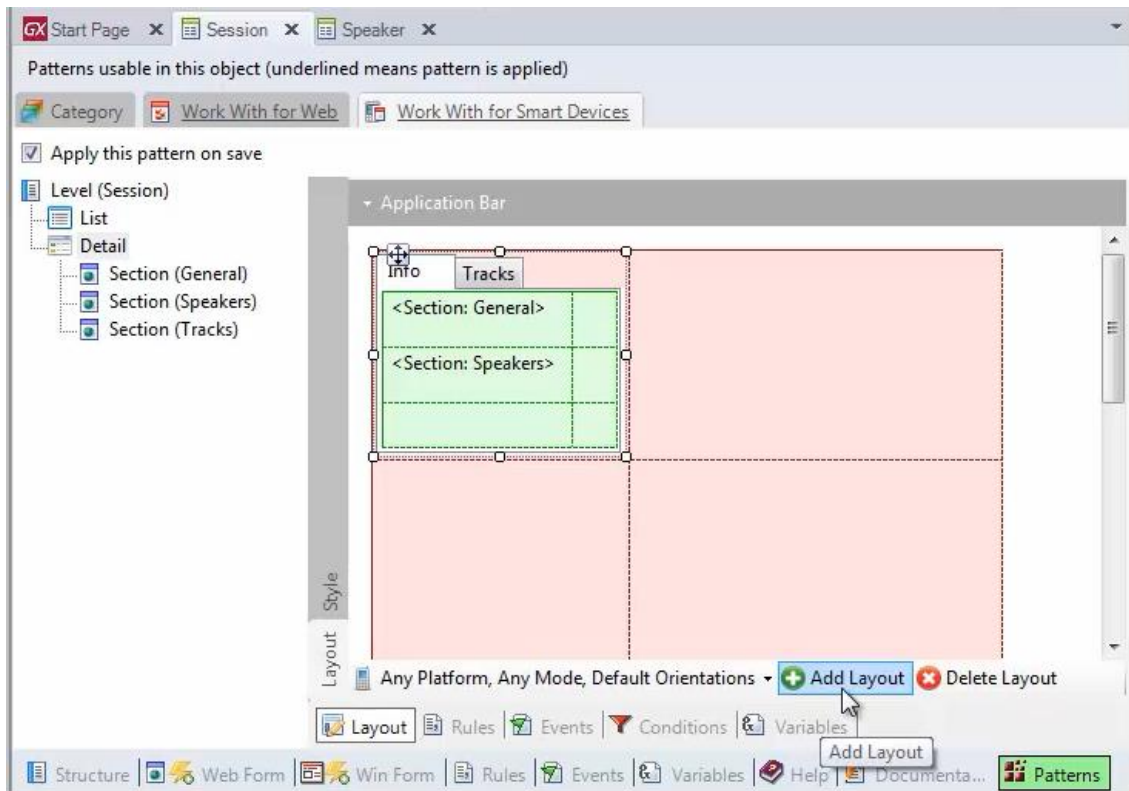 GX Start Page Session Speaker
Patterns usable in this object (underlined means pattern is applied)
Category Work With for Web Work With for Smart Devices
Apply this pattern on save
Level (Session)
List
Detail
Section (General)
Section (Speakers)
Section (Tracks)
Application Bar
Info Tracks
<Section: General>
<Section: Speakers>
Style
Layout
Any Platform, Any Mode, Default Orientations Add Layout Delete Layout
Layout Rules Events Conditions Variables
Add Layout
Structure Web Form Win Form Rules Events Variables Help Documenta... Patterns